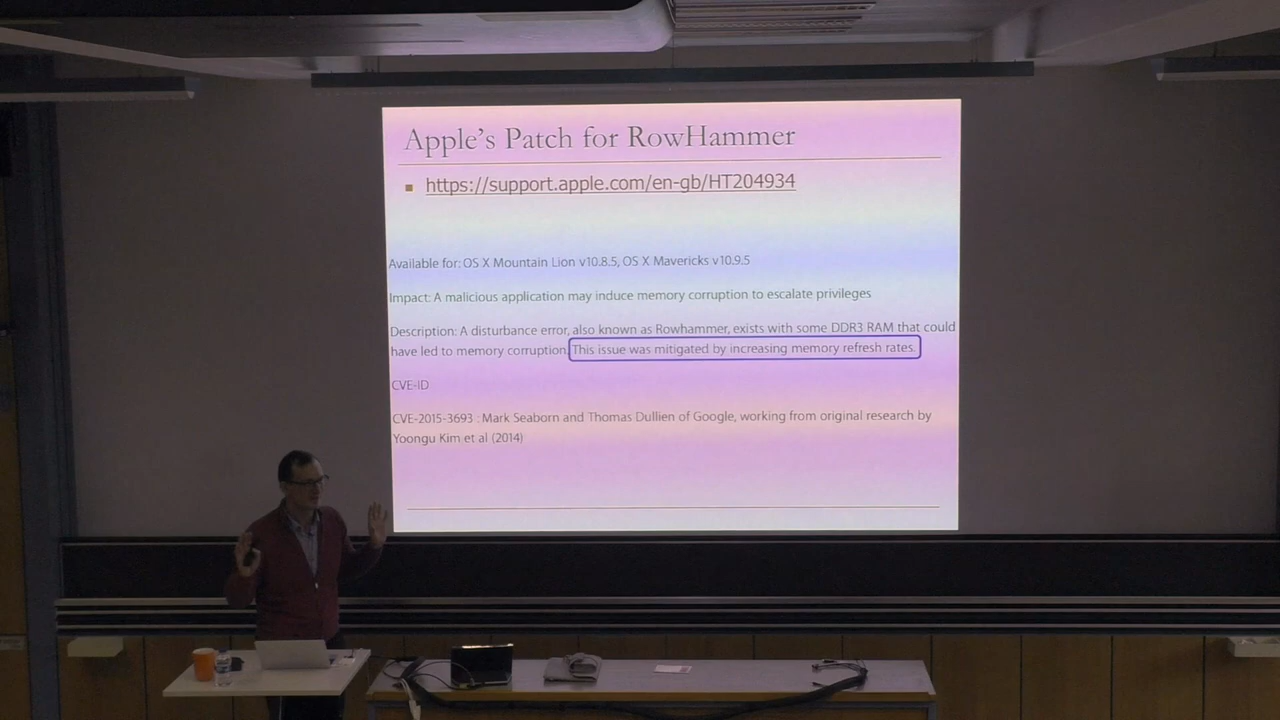 Apple's Patch for RowHammer
https://support.apple.com/en-gb/HT204934
Available for: OS X Mountain Lion v10.8.5, OS X Mavericks v10.9.5
Impact: A malicious application may induce memory corruption to escalate privileges
Description: A disturbance error, also known as Rowhammer, exists with some DDR3 RAM that could
have led to memory corruption. This issue was mitigated by increasing memory refresh rates.
CVE-ID
CVE-2015-3693 : Mark Seaborn and Thomas Dullien of Google, working from original research by
Yoongu Kim et al (2014)